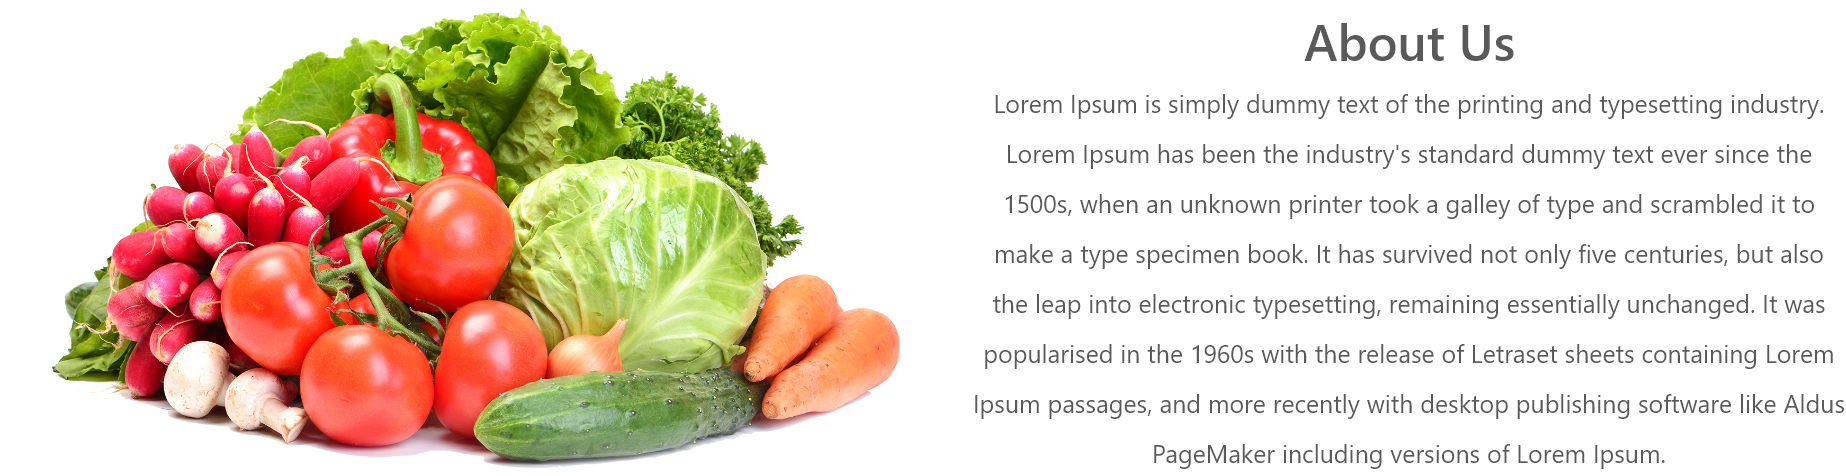 About Us
Lorem Ipsum is simply dummy text of the printing and typesetting industry.
Lorem Ipsum has been the industry's standard dummy text ever since the
1500s, when an unknown printer took a galley of type and scrambled it to
make a type specimen book. It has survived not only five centuries, but also
the leap into electronic typesetting, remaining essentially unchanged. It was
popularised in the 1960s with the release of Letraset sheets containing Lorem
Ipsum passages, and more recently with desktop publishing software like Aldus
PageMaker including versions of Lorem Ipsum.